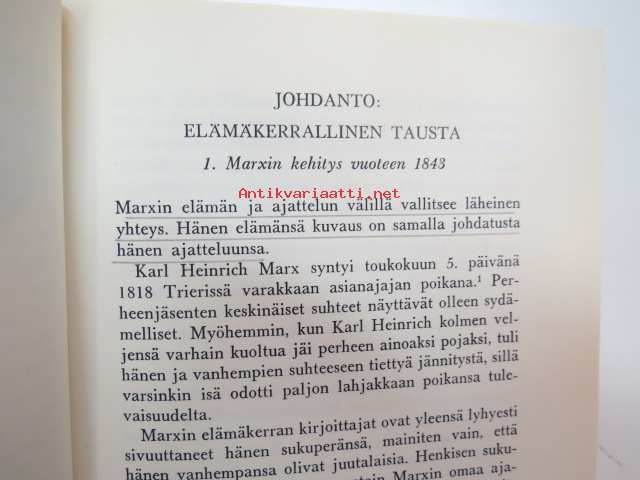 JOHDANTO:
ELÄMÄKERRALLINEN TAUSTA
1. Marxin kehitys vuoteen 1843
Antikvariaatti.net
Marxin elämän ja ajattelun välillä vallitsee läheinen
yhteys. Hänen elämänsä kuvaus on samalla johdatusta
hänen ajatteluunsa.
Karl Heinrich Marx syntyi toukokuun 5. päivänä
1818 Trierissä varakkaan asianajajan poikana.¹ Per-
heenjäsenten keskinäiset suhteet näyttävät olleen sydä-
melliset. Myöhemmin, kun Karl Heinrich kolmen vel-
jensä varhain kuoltua jäi perheen ainoaksi pojaksi, tuli
hänen ja vanhempien suhteeseen tiettyä jännitystä, sillä
varsinkin isä odotti paljon lahjakkaan poikansa tule-
vaisuudelta.
Marxin elämäkerran kirjoittajat ovat yleensä lyhyesti
sivuuttaneet hänen sukuperänsä, mainiten vain, että
hänen vanhempansa olivat juutalaisia. Henkisen suku-
Marxin omaa aja-